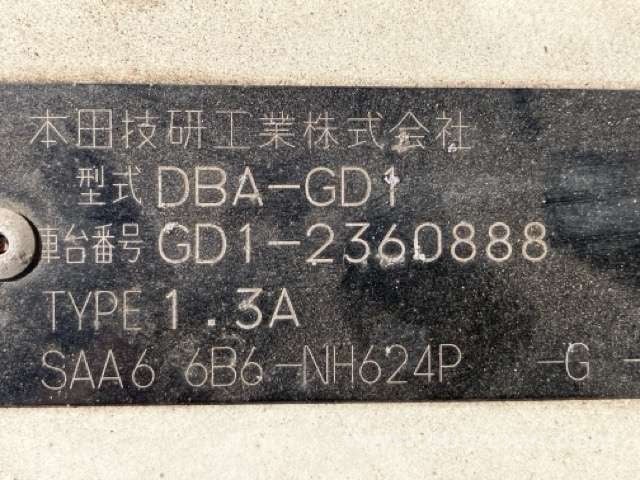 本田技研工業株式会社
型式 DBA-GD1
車台番号 GD1-2360888
TYPE 1.3A
SAA6 6B6-NH624P -G -